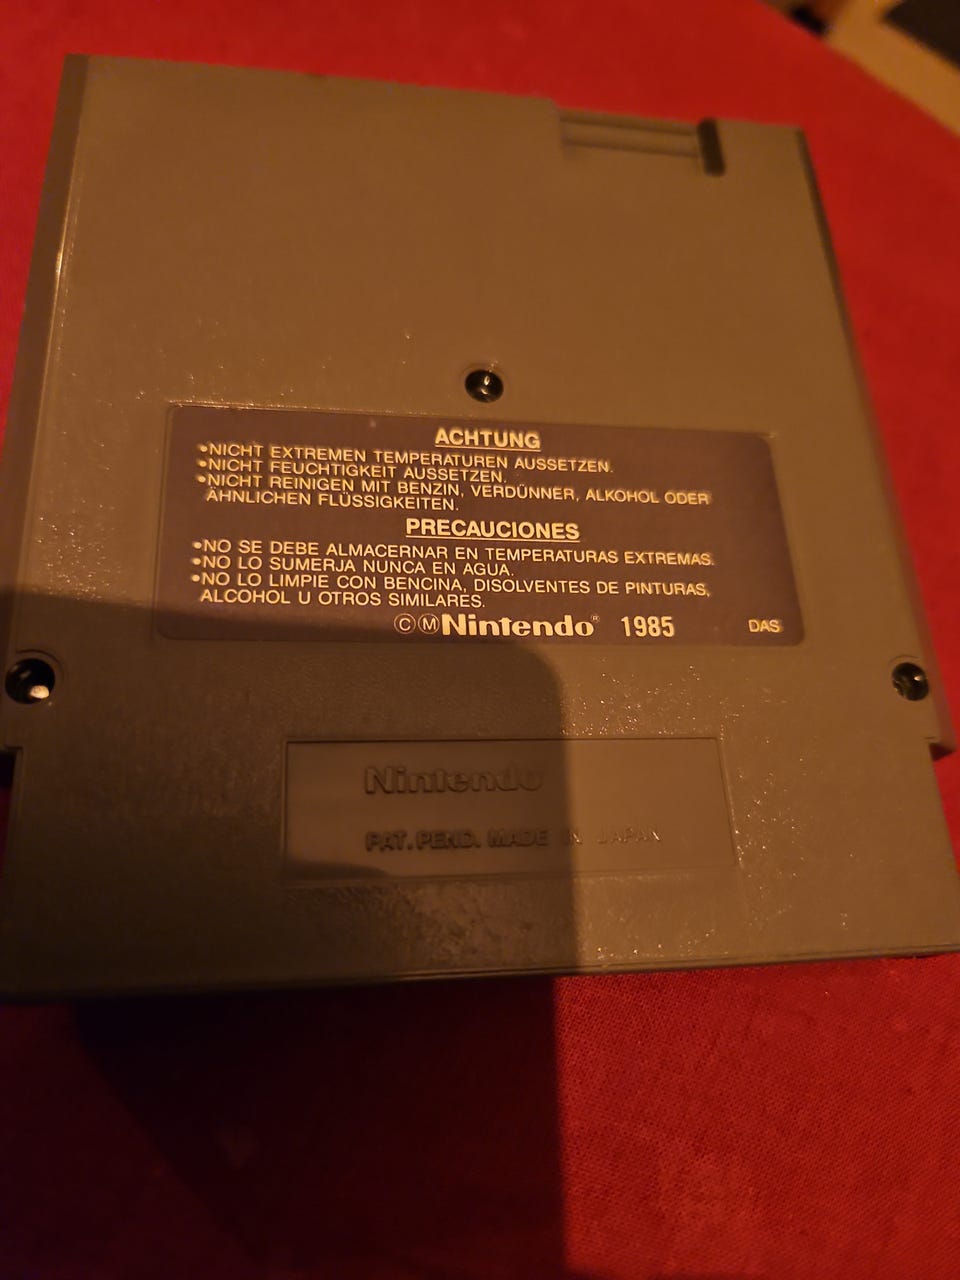 ACHTUNG
•NICHT EXTREMEN TEMPERATUREN AUSSETZEN.
•NICHT FEUCHTIGKEIT AUSSETZEN.
•NICHT REINIGEN MIT BENZIN, VERDÜNNER, ALKOHOL ODER
ÄHNLICHEN FLÜSSIGKEITEN.
PRECAUCIONES
•NO SE DEBE ALMACERNAR EN TEMPERATURAS EXTREMAS.
•NO LO SUMERJA NUNCA EN AGUA.
•NO LO LIMPIE CON BENCINA, DISOLVENTES DE PINTURAS,
ALCOHOL U OTROS SIMILARES.
ⒸⓂNintendo® 1985 DAS
Nintendo
PAT. PEND. MADE IN JAPAN